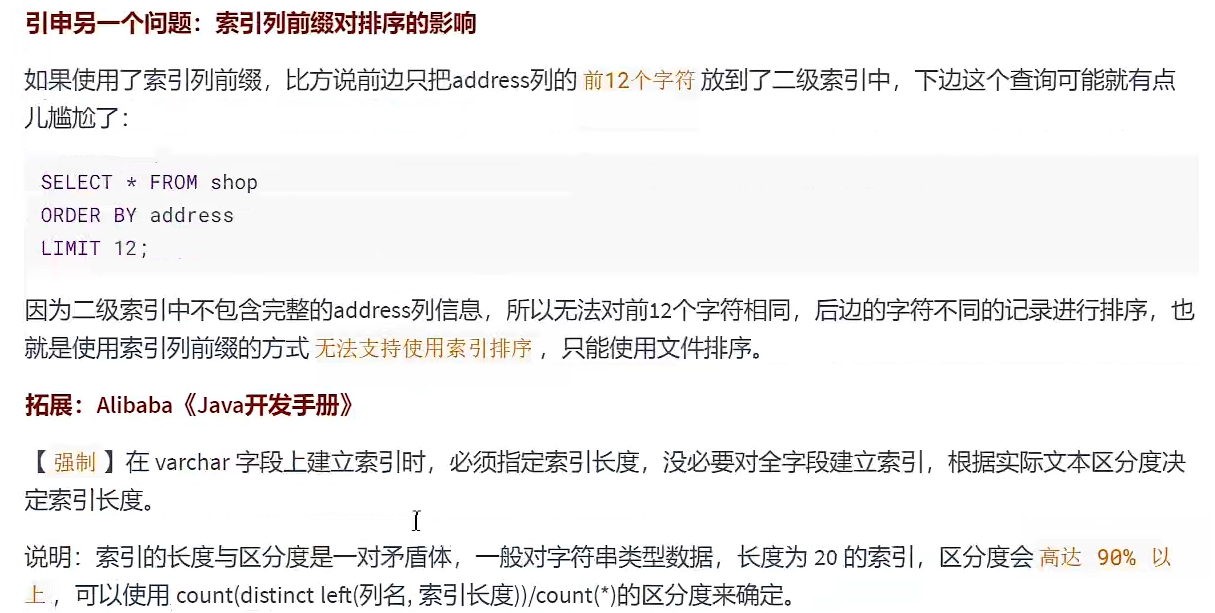 引申另一个问题：索引列前缀对排序的影响
如果使用了索引列前缀，比方说前边只把address列的 前12个字符 放到了二级索引中，下边这个查询可能就有点
儿尴尬了：
SELECT * FROM shop
ORDER BY address
LIMIT 12;
因为二级索引中不包含完整的address列信息，所以无法对前12个字符相同，后边的字符不同的记录进行排序，也
就是使用索引列前缀的方式 无法支持使用索引排序 ，只能使用文件排序。
拓展：Alibaba《Java开发手册》
【 强制 】在 varchar 字段上建立索引时，必须指定索引长度，没必要对全字段建立索引，根据实际文本区分度决
定索引长度。
说明：索引的长度与区分度是一对矛盾体，一般对字符串类型数据，长度为 20 的索引，区分度会 高达 90% 以
上 ，可以使用 count(distinct left(列名, 索引长度))/count(*)的区分度来确定。